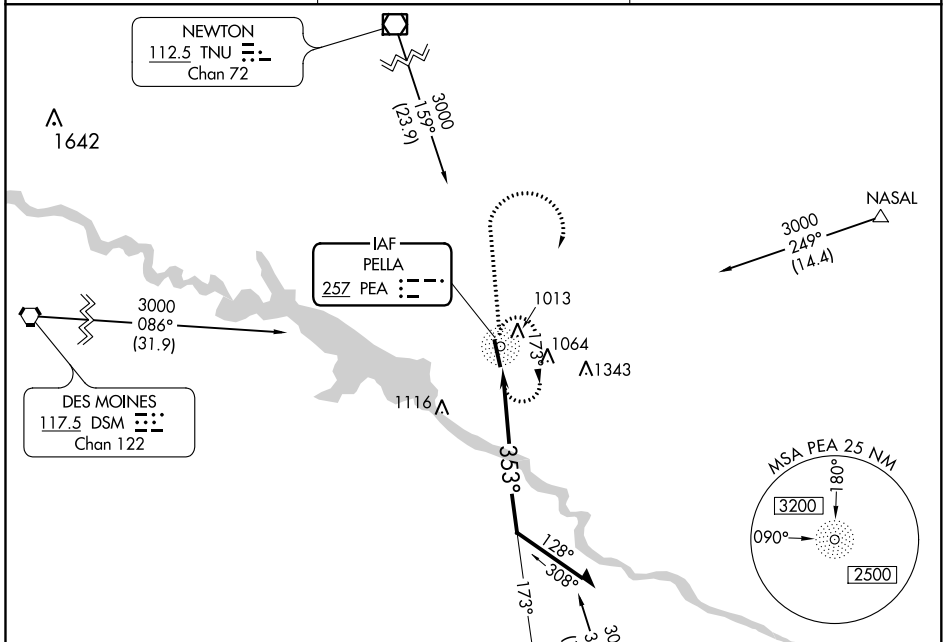 NEWTON
112.5 TNU
Chan 72
3000
159°
(23.9)
1642
NASAL
3000
249°
(14.4)
IAF
PELLA
257 PEA
1013
173°
1064
1343
3000
086°
(31.9)
DES MOINES
117.5 DSM
Chan 122
1116
353°
MSA PEA 25 NM
180°
3200
090°
2500
128°
308°
173°